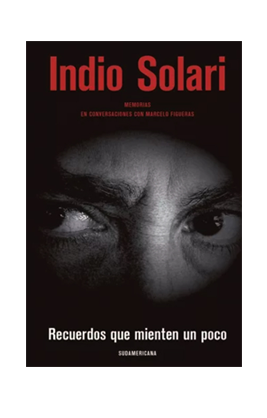 Indio Solari
MEMORIAS
EN CONVERSACIONES CON MARCELO FIGUERAS
Recuerdos que mienten un poco
SUDAMERICANA